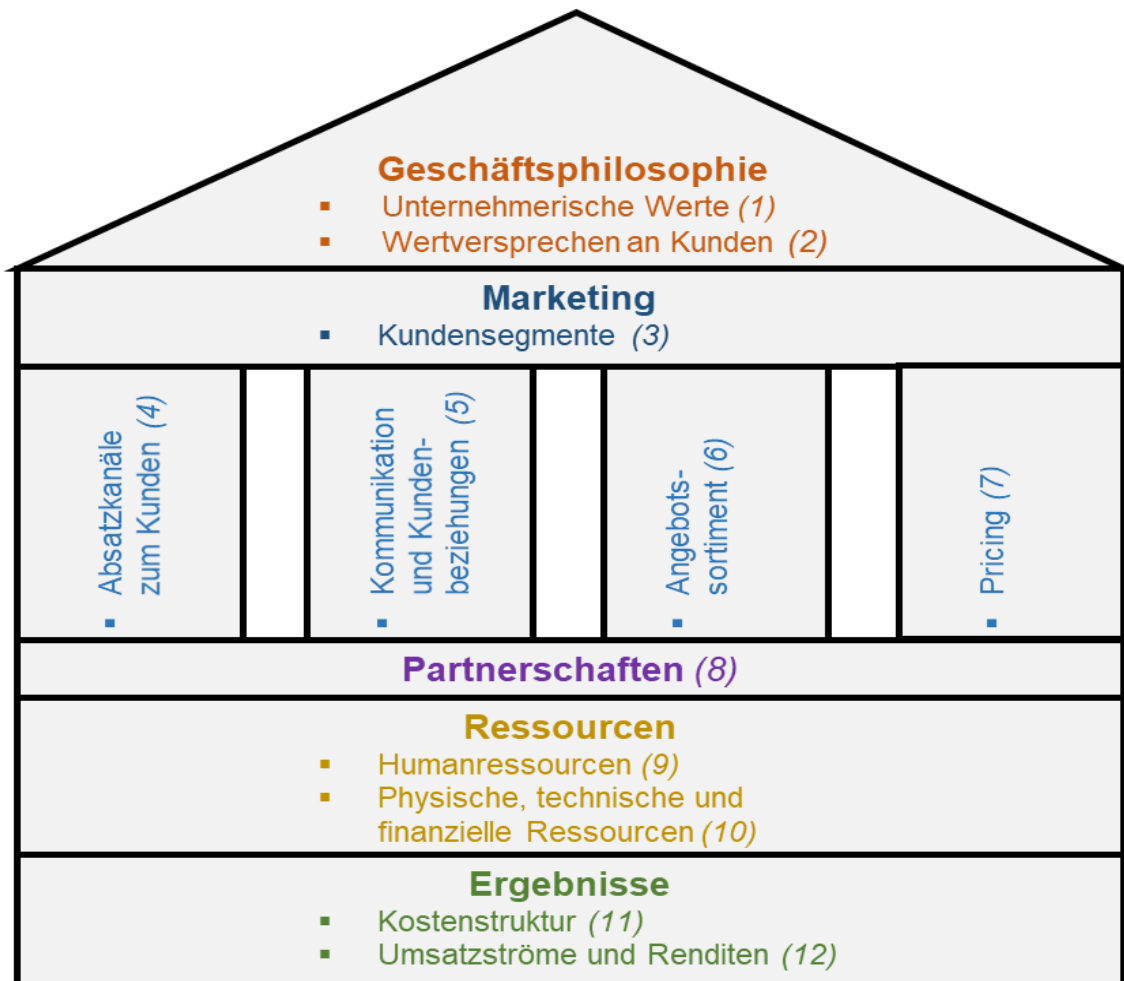 Geschäftsphilosophie
▪ Unternehmerische Werte (1)
▪ Wertversprechen an Kunden (2)
Marketing
▪ Kundensegmente (3)
▪ Absatzkanäle
zum Kunden (4)
▪ Kommunikation
und Kunden-
beziehungen (5)
▪ Angebots-
sortiment (6)
▪ Pricing (7)
Partnerschaften (8)
Ressourcen
▪ Humanressourcen (9)
▪ Physische, technische und
finanzielle Ressourcen (10)
Ergebnisse
▪ Kostenstruktur (11)
▪ Umsatzströme und Renditen (12)